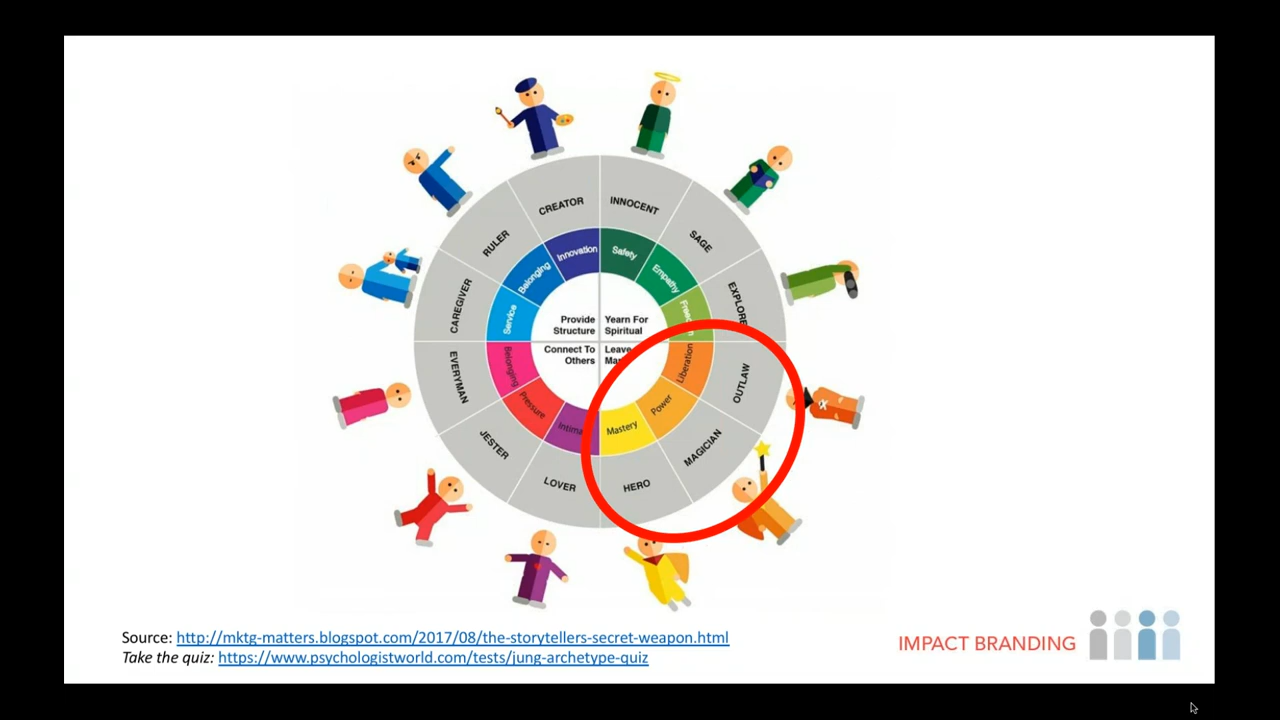 CREATOR
INNOCENT
RULER
SAGE
Innovation
Safety
Belonging
Empathy
CAREGIVER
EXPLORE
Service
Provide
Structure
Yearn For
Spiritual
Connect To
Others
Leave
EVERYMAN
Belonging
Liberation
OUTLAW
Pressure
Power
Mastery
JESTER
MAGICIAN
LOVER
HERO
Source: http://mktg-matters.blogspot.com/2017/08/the-storytellers-secret-weapon.html
Take the quiz: https://www.psychologistworld.com/tests/jung-archetype-quiz
IMPACT BRANDING